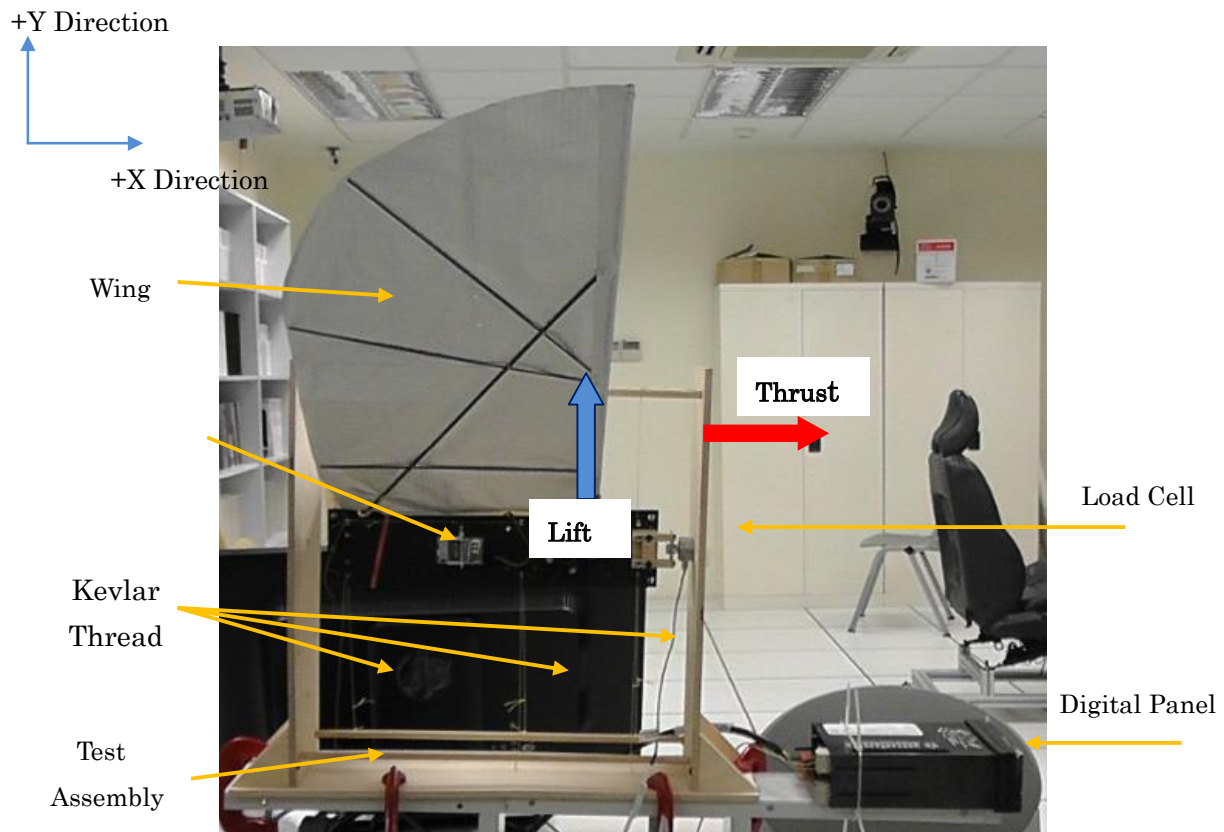 +Y Direction
+X Direction
Wing
Thrust
Load Cell
Lift
Kevlar
Thread
Digital Panel
Test
Assembly